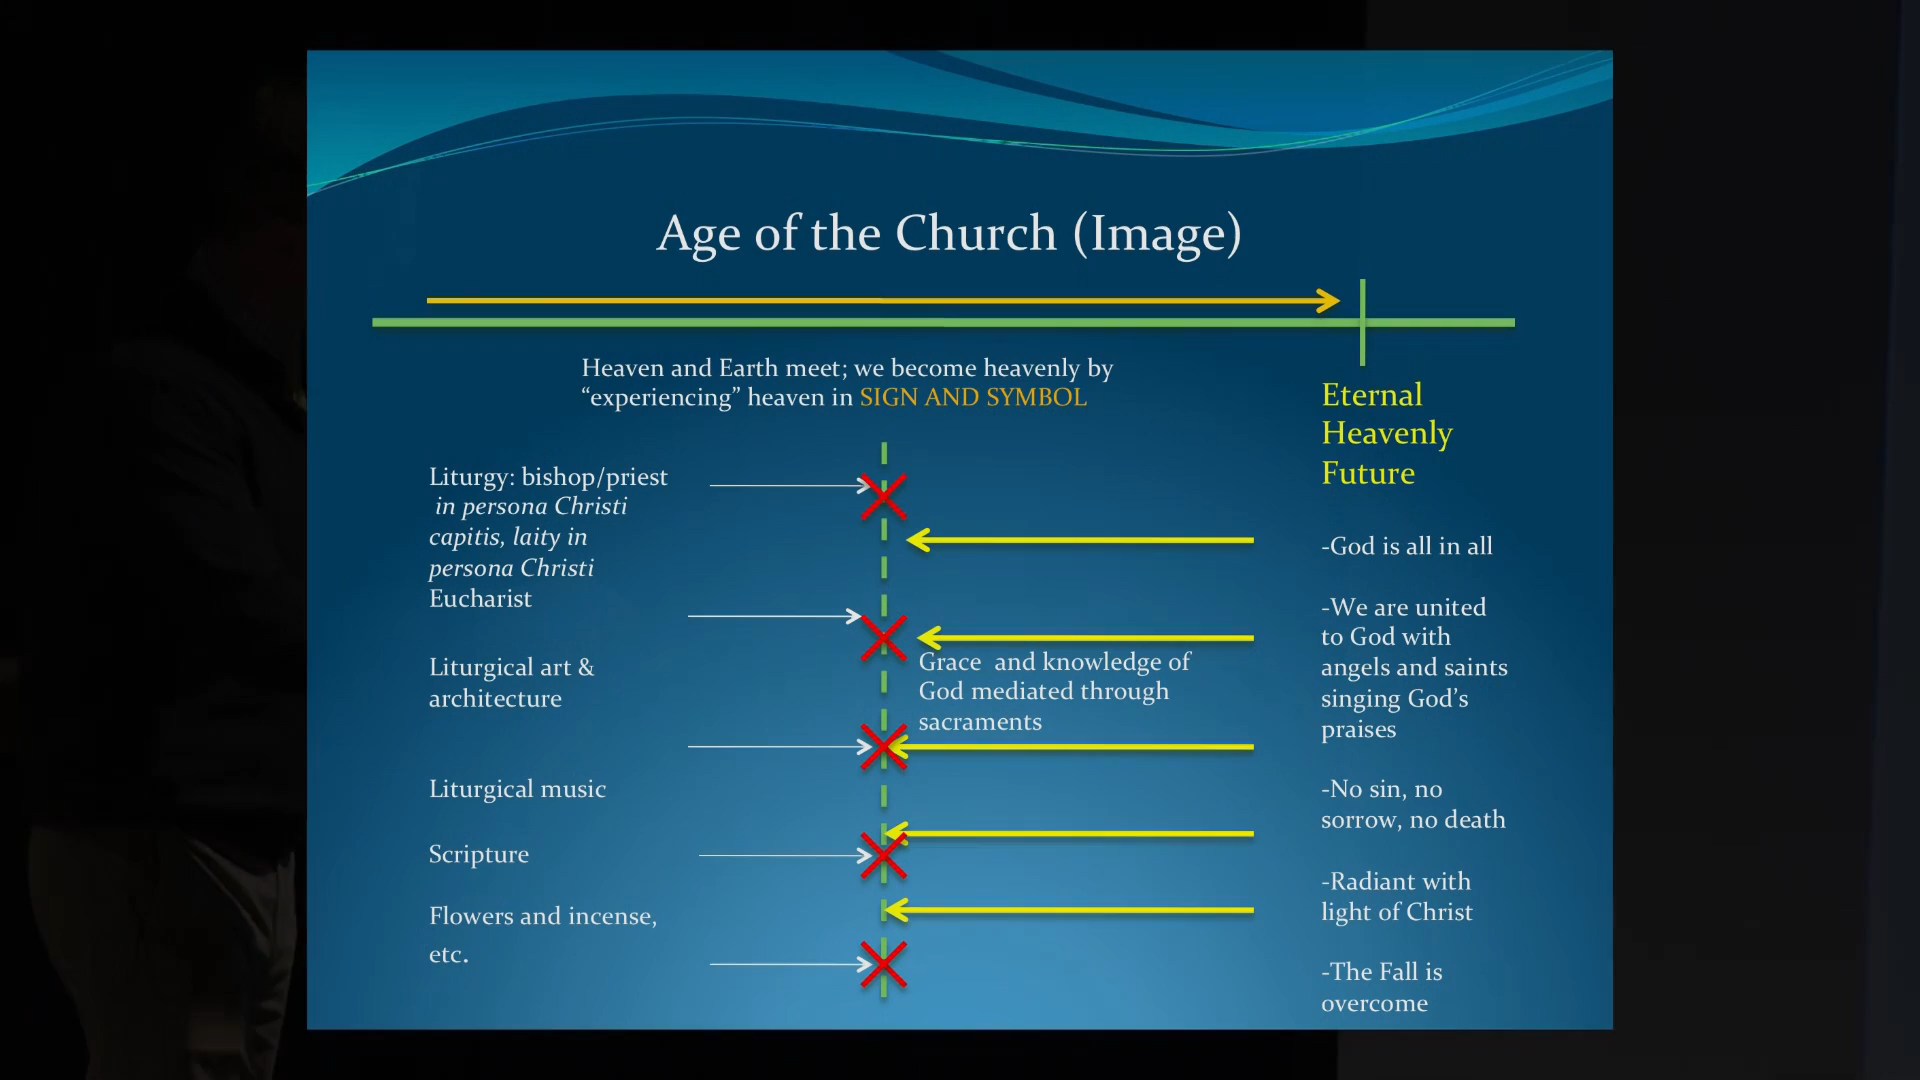 Age of the Church (Image)
Heaven and Earth meet; we become heavenly by
“experiencing” heaven in SIGN AND SYMBOL
Liturgy: bishop/priest
in persona Christi
capitis, laity in
persona Christi
Eucharist
Liturgical art &
architecture
Liturgical music
Scripture
Flowers and incense,
etc.
Grace and knowledge of
God mediated through
sacraments
Eternal
Heavenly
Future
-God is all in all
-We are united
to God with
angels and saints
singing God’s
praises
-No sin, no
sorrow, no death
-Radiant with
light of Christ
-The Fall is
overcome